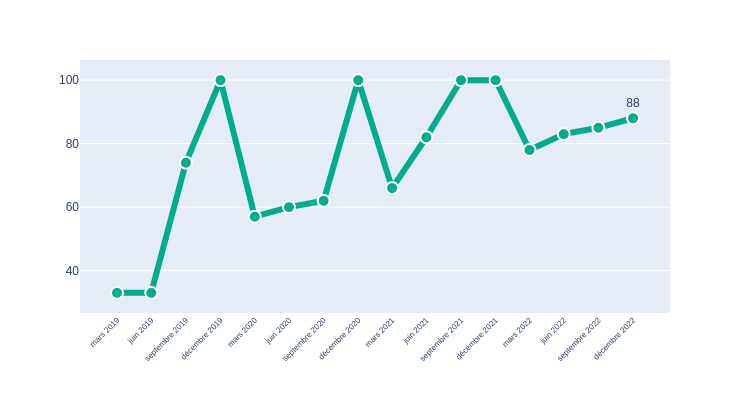 100
80
60
40
88
mars 2019
juin 2019
septembre 2019
décembre 2019
mars 2020
juin 2020
septembre 2020
décembre 2020
mars 2021
juin 2021
septembre 2021
décembre 2021
mars 2022
juin 2022
septembre 2022
décembre 2022